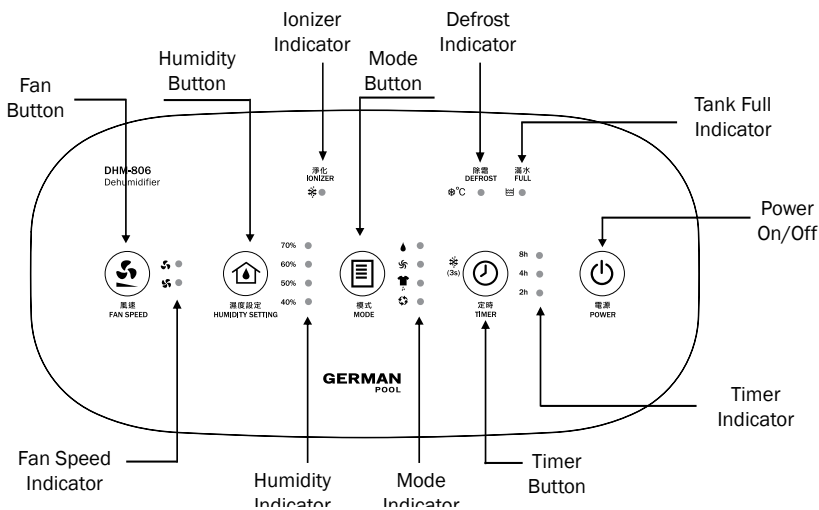 Ionizer
Indicator
Defrost
Indicator
Humidity
Button
Mode
Button
Fan
Button
Tank Full
Indicator
DHM-806
Dehumidifier
淨化
IONIZER
除霜
DEFROST
滿水
FULL
°C
Power
On/Off
70%
60%
50%
40%
(3s)
8h
4h
2h
風速
FAN SPEED
濕度設定
HUMIDITY SETTING
模式
MODE
定時
TIMER
電源
POWER
GERMAN
POOL
Timer
Indicator
Fan Speed
Indicator
Humidity
Indicator
Mode
Indicator
Timer
Button